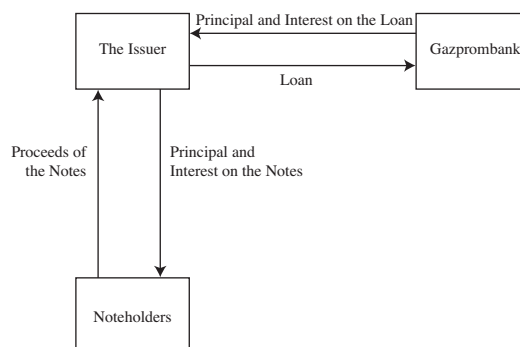 Principal and Interest on the Loan
The Issuer
Gazprombank
Loan
Proceeds of
the Notes
Principal and
Interest on the Notes
Noteholders